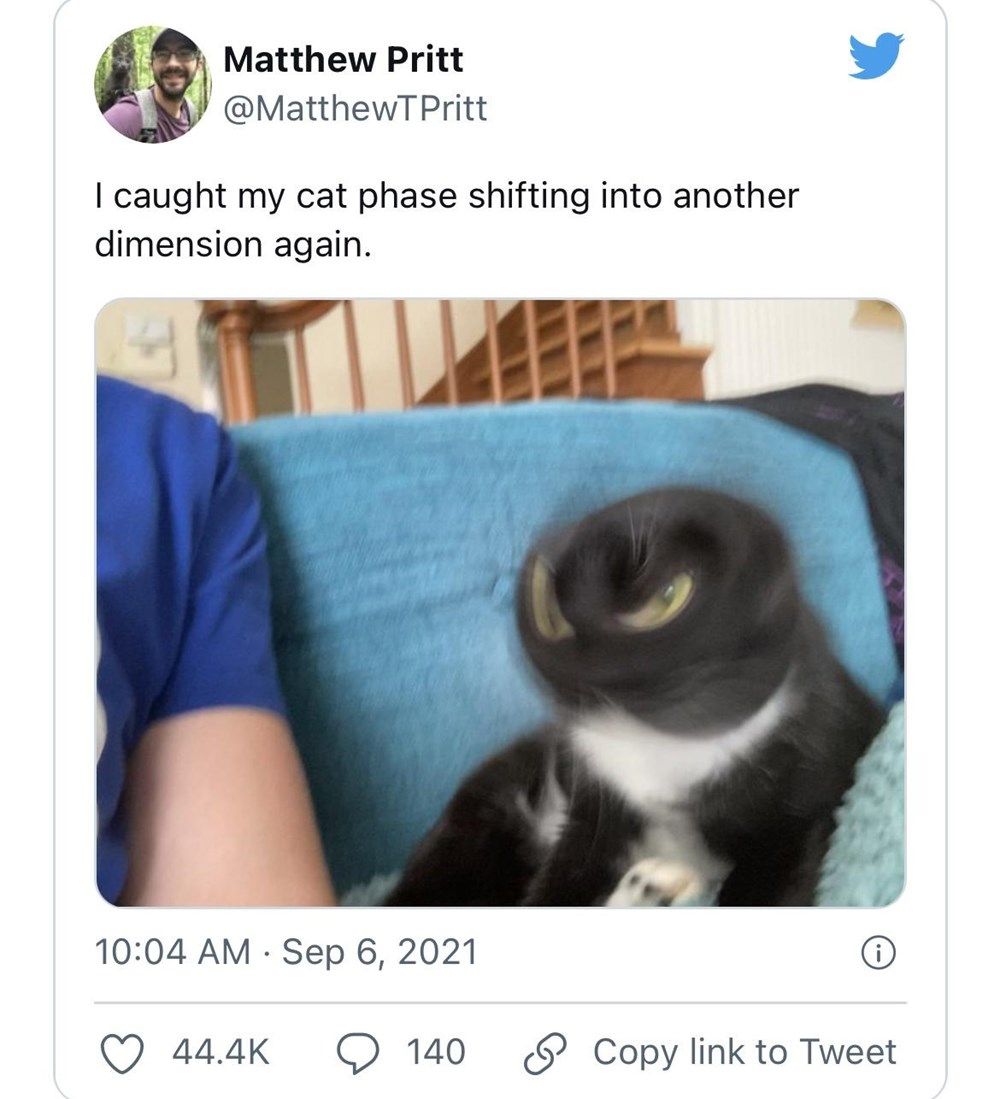 Matthew Pritt
@MatthewTPritt
I caught my cat phase shifting into another
dimension again.
10:04 AM · Sep 6, 2021
44.4K 140 Copy link to Tweet